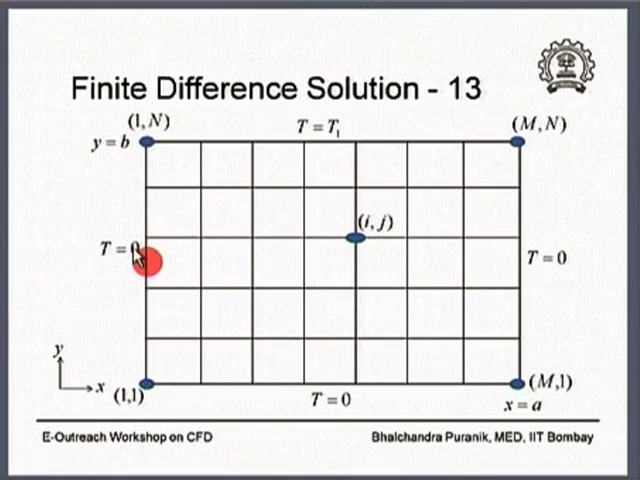 Finite Difference Solution - 13
(1, N)
T = T₁
(M, N)
y = b
(i, j)
T = 0
T = 0
y
x
(1,1)
T = 0
(M,1)
x = a
E-Outreach Workshop on CFD
Bhalchandra Puranik, MED, IIT Bombay